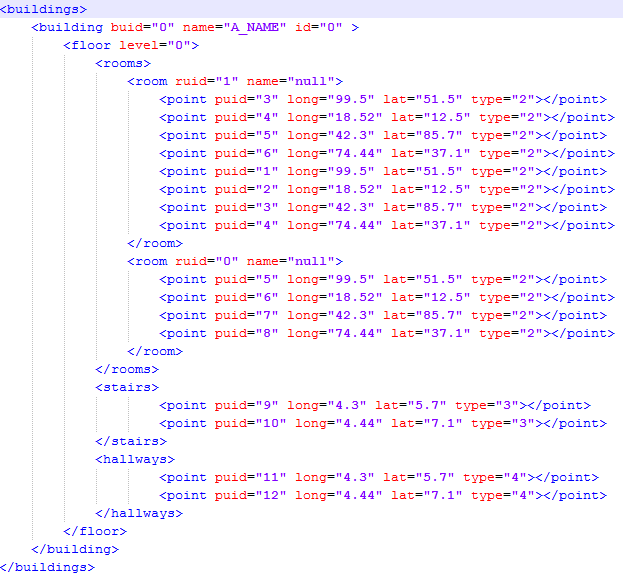 <buildings>
<building buid="0" name="A_NAME" id="0" >
<floor level="0">
<rooms>
<room ruid="1" name="null">
<point puid="3" long="99.5" lat="51.5" type="2"></point>
<point puid="4" long="18.52" lat="12.5" type="2"></point>
<point puid="5" long="42.3" lat="85.7" type="2"></point>
<point puid="6" long="74.44" lat="37.1" type="2"></point>
<point puid="1" long="99.5" lat="51.5" type="2"></point>
<point puid="2" long="18.52" lat="12.5" type="2"></point>
<point puid="3" long="42.3" lat="85.7" type="2"></point>
<point puid="4" long="74.44" lat="37.1" type="2"></point>
</room>
<room ruid="0" name="null">
<point puid="5" long="99.5" lat="51.5" type="2"></point>
<point puid="6" long="18.52" lat="12.5" type="2"></point>
<point puid="7" long="42.3" lat="85.7" type="2"></point>
<point puid="8" long="74.44" lat="37.1" type="2"></point>
</room>
</rooms>
<stairs>
<point puid="9" long="4.3" lat="5.7" type="3"></point>
<point puid="10" long="4.44" lat="7.1" type="3"></point>
</stairs>
<hallways>
<point puid="11" long="4.3" lat="5.7" type="4"></point>
<point puid="12" long="4.44" lat="7.1" type="4"></point>
</hallways>
</floor>
</building>
</buildings>